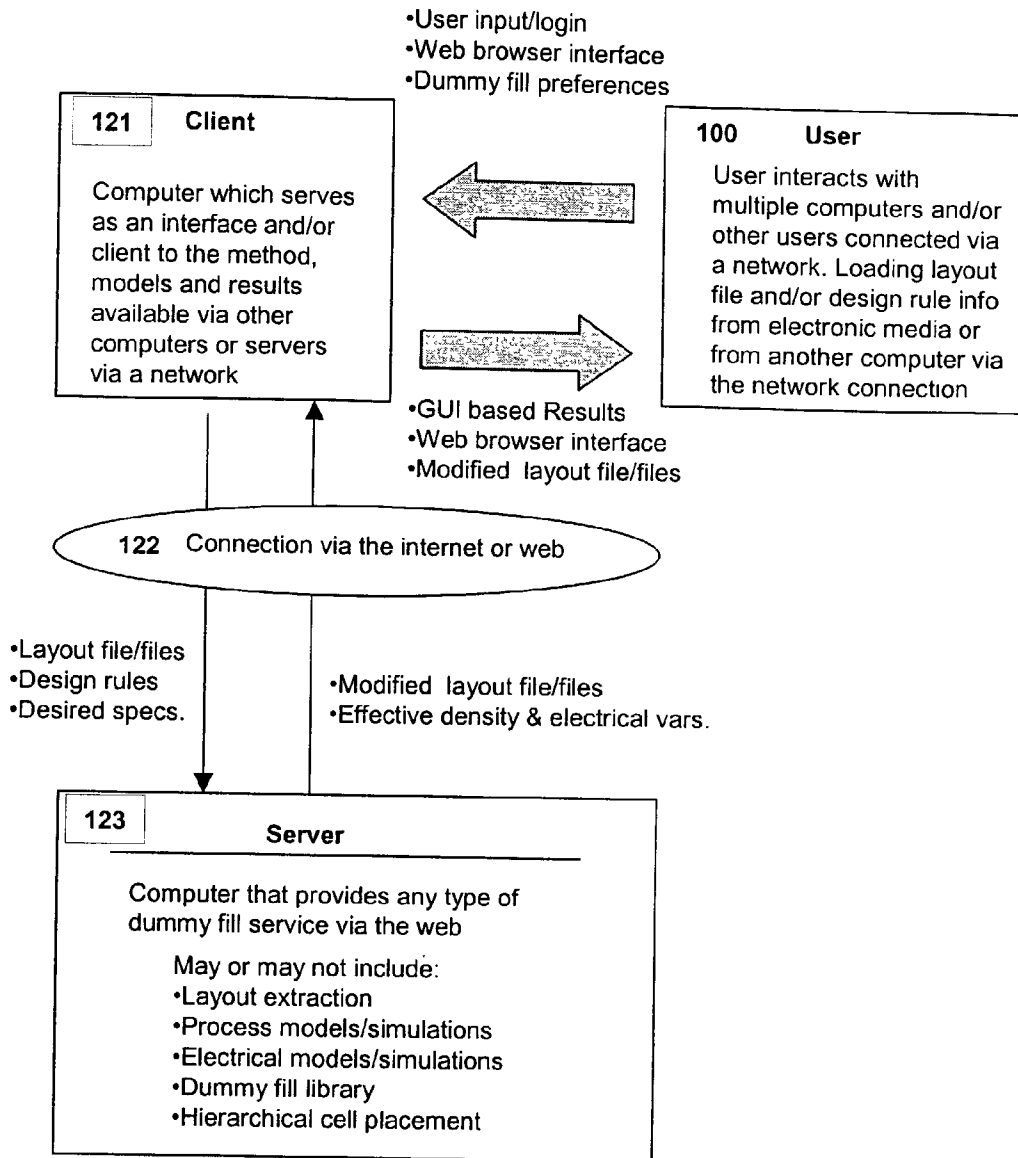 •User input/login
•Web browser interface
•Dummy fill preferences
121 Client
Computer which serves
as an interface and/or
client to the method,
models and results
available via other
computers or servers
via a network
100 User
User interacts with
multiple computers and/or
other users connected via
a network. Loading layout
file and/or design rule info
from electronic media or
from another computer via
the network connection
•GUI based Results
•Web browser interface
•Modified layout file/files
122 Connection via the internet or web
•Layout file/files
•Design rules
•Desired specs.
•Modified layout file/files
•Effective density & electrical vars.
123 Server
Computer that provides any type of
dummy fill service via the web
May or may not include:
•Layout extraction
•Process models/simulations
•Electrical models/simulations
•Dummy fill library
•Hierarchical cell placement